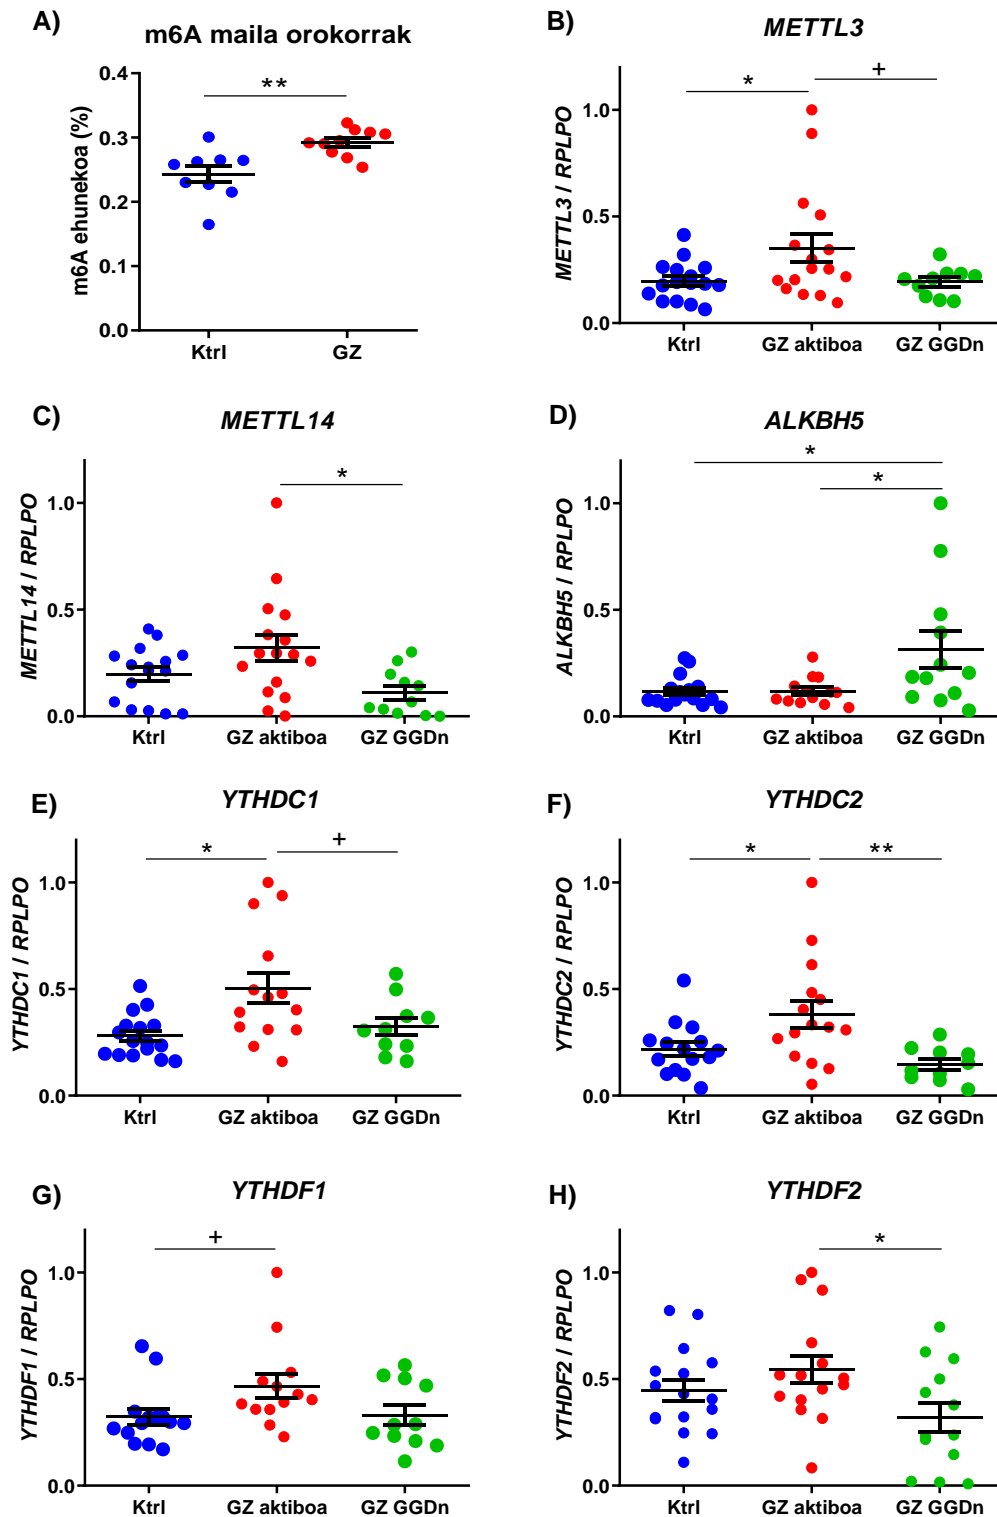 A)
m6A maila orokorrak
m6A ehunekoa (%)
0.4
0.3
0.2
0.1
0.0
**
Ktrl
GZ
B)
METTL3
METTL3 / RPLPO
1.0
0.5
0.0
*
+
Ktrl
GZ aktiboa
GZ GGDn
C)
METTL14
METTL14 / RPLPO
1.0
0.5
0.0
*
Ktrl
GZ aktiboa
GZ GGDn
D)
ALKBH5
ALKBH5 / RPLPO
1.0
0.5
0.0
*
*
Ktrl
GZ aktiboa
GZ GGDn
E)
YTHDC1
YTHDC1 / RPLPO
1.0
0.5
0.0
*
+
Ktrl
GZ aktiboa
GZ GGDn
F)
YTHDC2
YTHDC2 / RPLPO
1.0
0.5
0.0
*
**
Ktrl
GZ aktiboa
GZ GGDn
G)
YTHDF1
YTHDF1 / RPLPO
1.0
0.5
0.0
+
Ktrl
GZ aktiboa
GZ GGDn
H)
YTHDF2
YTHDF2 / RPLPO
1.0
0.5
0.0
*
Ktrl
GZ aktiboa
GZ GGDn